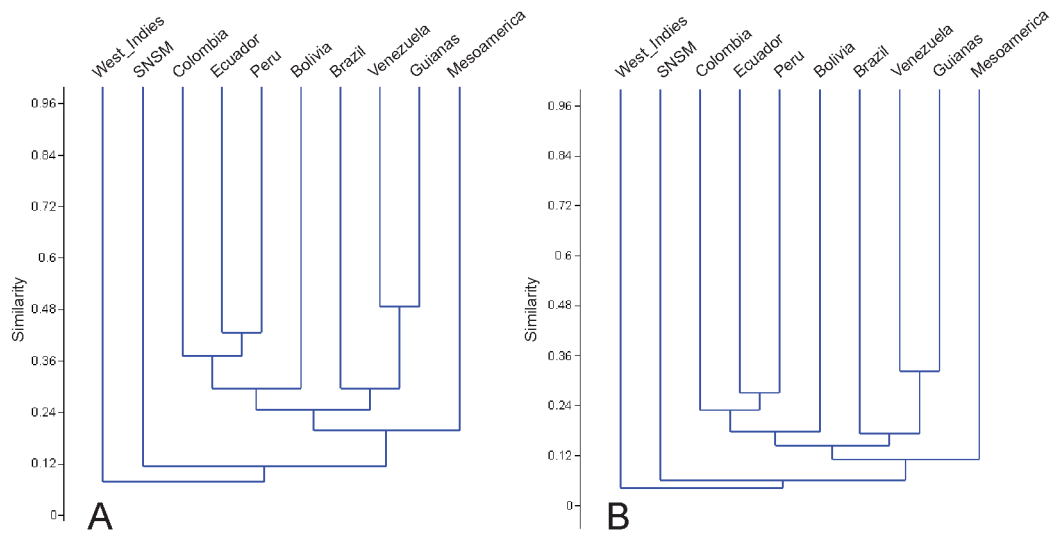 West_Indies
SNSM
Colombia
Ecuador
Peru
Bolivia
Brazil
Venezuela
Guianas
Mesoamerica
0.96
0.84
0.72
0.6
0.48
0.36
0.24
0.12
0
Similarity
A
West_Indies
SNSM
Colombia
Ecuador
Peru
Bolivia
Brazil
Venezuela
Guianas
Mesoamerica
0.96
0.84
0.72
0.6
0.48
0.36
0.24
0.12
0
Similarity
B